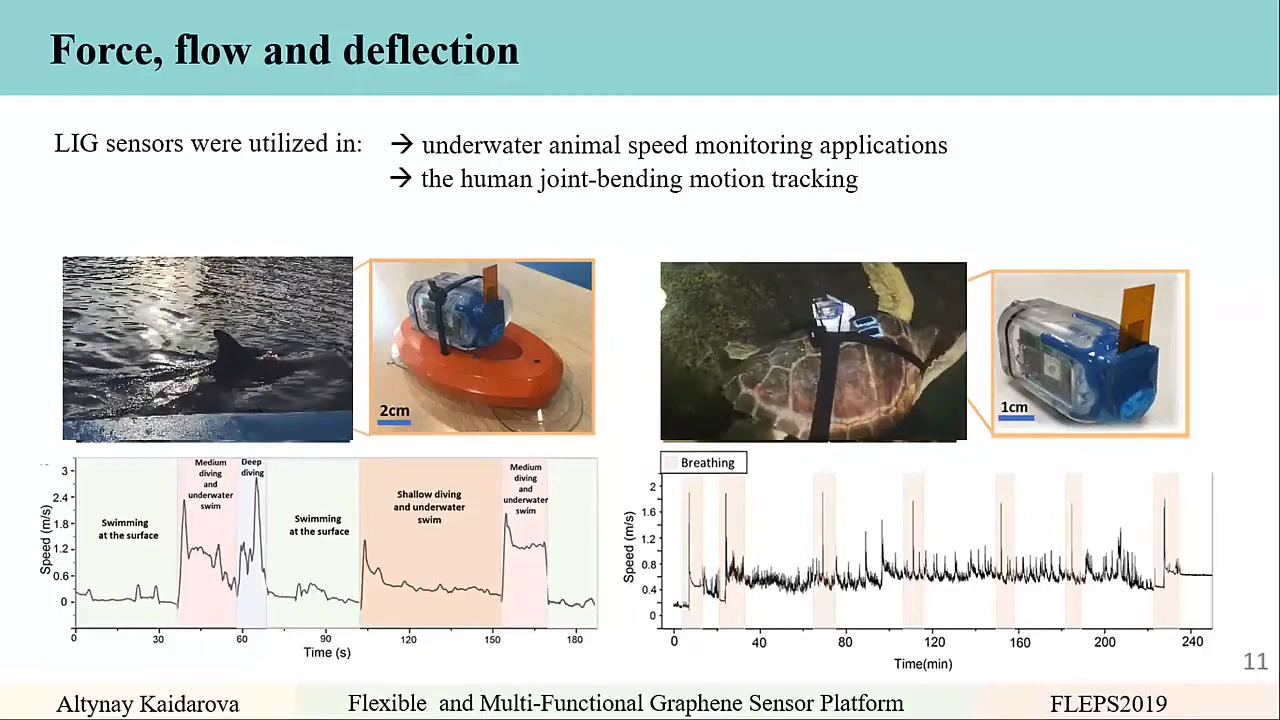 Force, flow and deflection
LIG sensors were utilized in:
→ underwater animal speed monitoring applications
→ the human joint-bending motion tracking
2cm
1cm
Speed (m/s)
3
2.4
1.8
1.2
0.6
0
Swimming
at the surface
Medium
diving
and
underwater
swim
Deep
diving
Swimming
at the surface
Shallow diving
and underwater
swim
Medium
diving
and
underwater
swim
0 30 60 90 120 150 180
Time (s)
Breathing
Speed (m/s)
2
1.6
1.2
0.8
0.4
0
0 40 80 120 160 200 240
Time(min)
11
Altynay Kaidarova
Flexible and Multi-Functional Graphene Sensor Platform
FLEPS2019